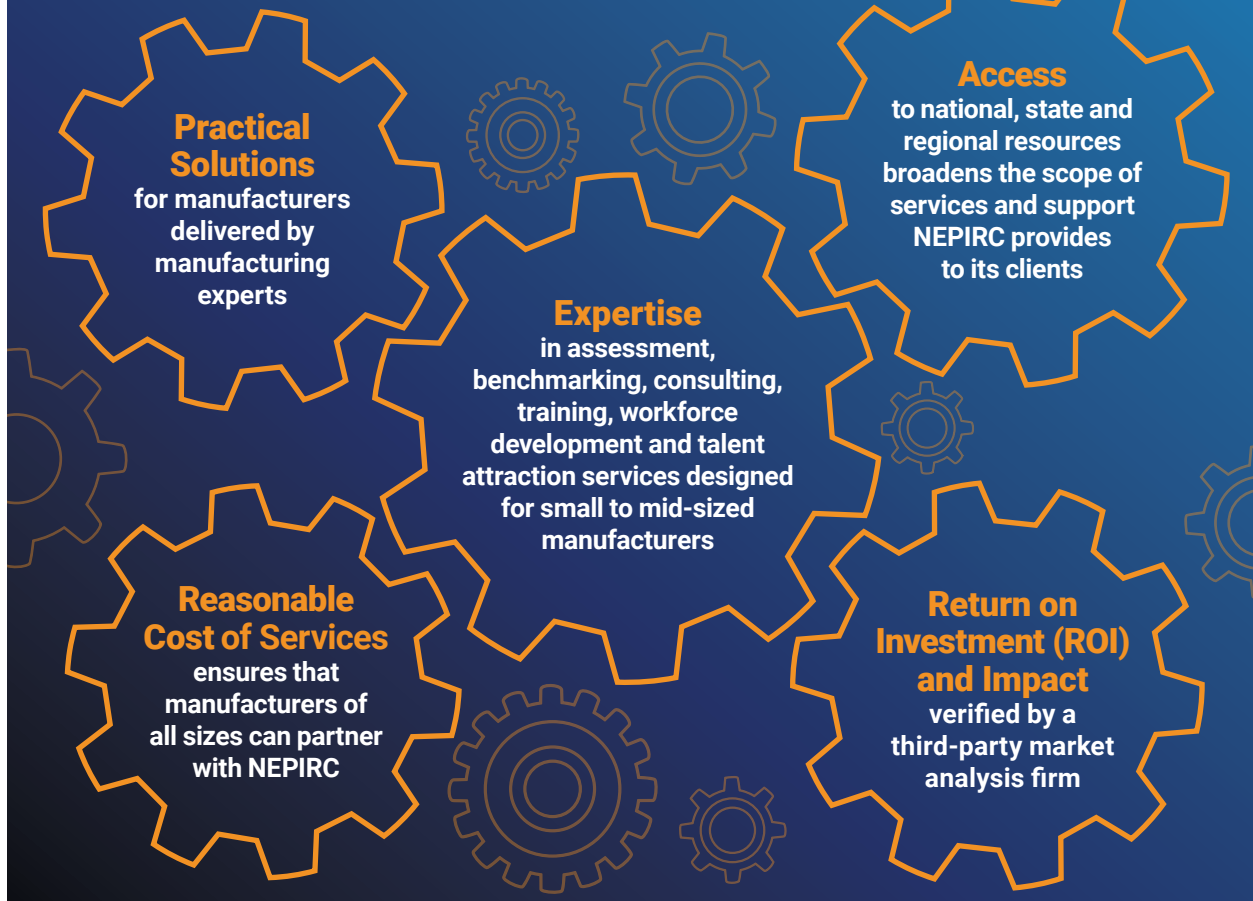 Practical
Solutions
for manufacturers
delivered by
manufacturing
experts
Access
to national, state and
regional resources
broadens the scope of
services and support
NEPIRC provides
to its clients
Expertise
in assessment,
benchmarking, consulting,
training, workforce
development and talent
attraction services designed
for small to mid-sized
manufacturers
Reasonable
Cost of Services
ensures that
manufacturers of
all sizes can partner
with NEPIRC
Return on
Investment (ROI)
and Impact
verified by a
third-party market
analysis firm